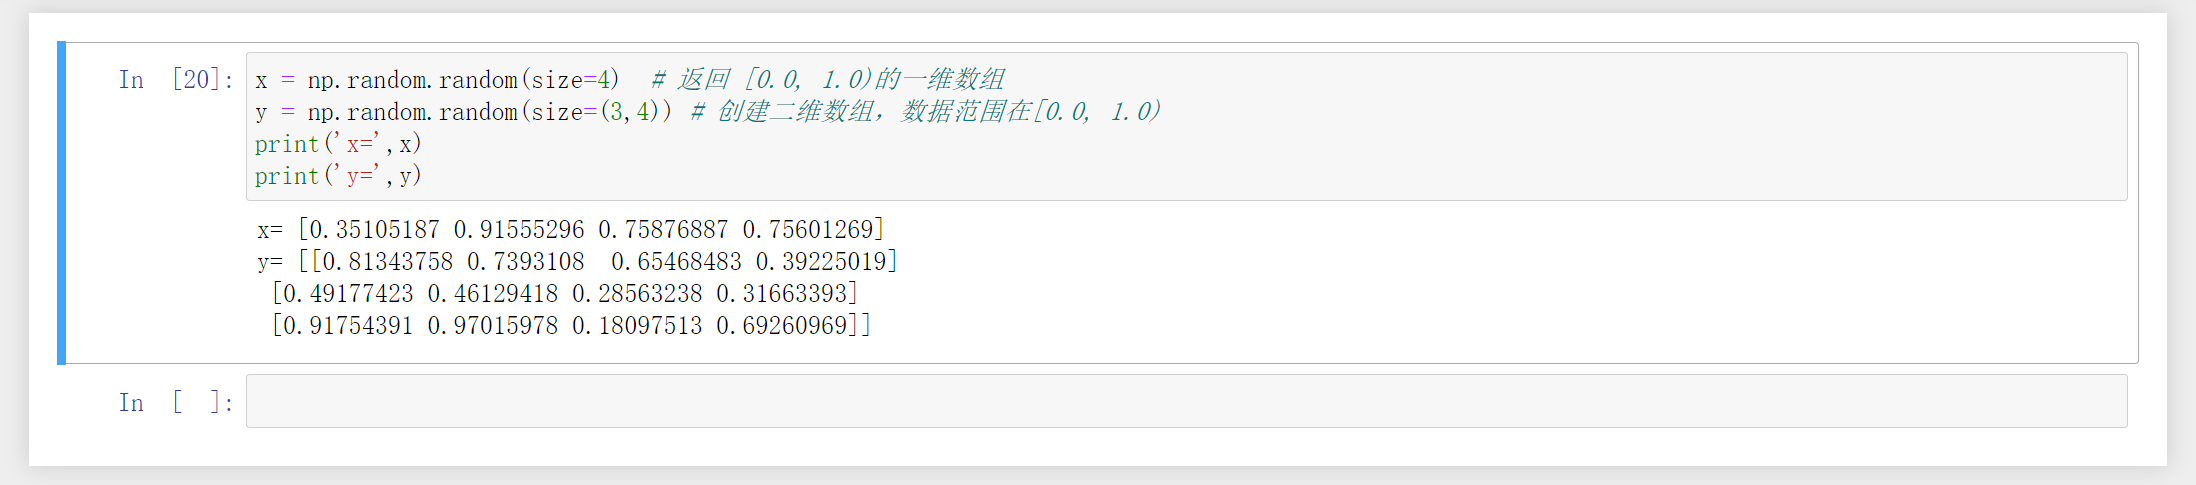 In [20]: x = np.random.random(size=4)  # 返回 [0.0, 1.0)的一维数组
y = np.random.random(size=(3,4)) # 创建二维数组，数据范围在[0.0, 1.0)
print('x=',x)
print('y=',y)
x= [0.35105187 0.91555296 0.75876887 0.75601269]
y= [[0.81343758 0.7393108  0.65468483 0.39225019]
 [0.49177423 0.46129418 0.28563238 0.31663393]
 [0.91754391 0.97015978 0.18097513 0.69260969]]
In [ ]: